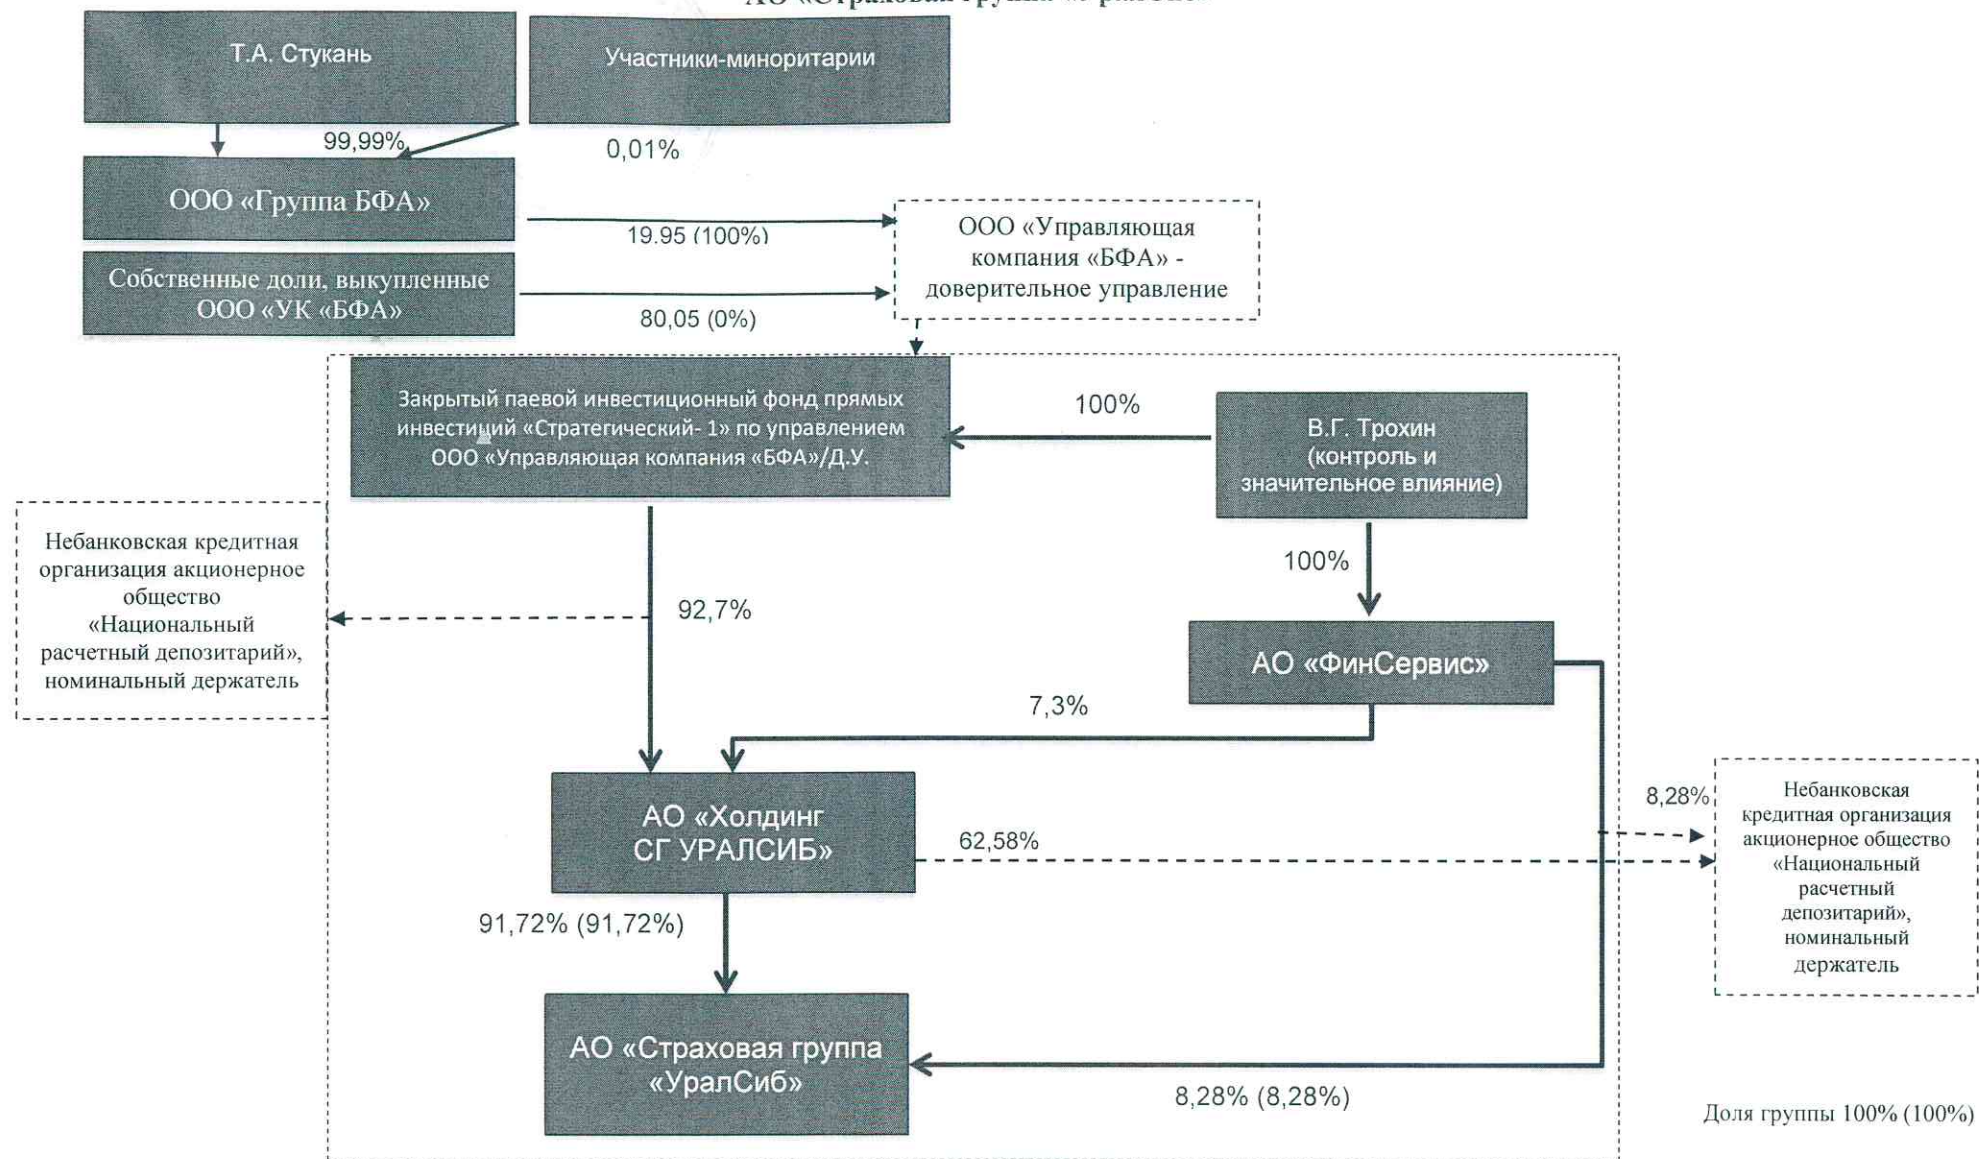 АО «Страховая группа
Т.А. Стукань
Участники-миноритарии
99,99%
0,01%
ООО «Группа БФА»
19.95 (100%)
ООО «Управляющая
компания «БФА» -
доверительное управление
Собственные доли, выкупленные
ООО «УК «БФА»
80,05 (0%)
Закрытый паевой инвестиционный фонд прямых
инвестиций «Стратегический- 1» по управлением
ООО «Управляющая компания «БФА»/Д.У.
100%
В.Г. Трохин
(контроль и
значительное влияние)
Небанковская кредитная
организация акционерное
общество
«Национальный
расчетный депозитарий»,
номинальный держатель
92,7%
100%
АО «ФинСервис»
7,3%
АО «Холдинг
СГ УРАЛСИБ»
62,58%
8,28%
Небанковская
кредитная организация
акционерное общество
«Национальный
расчетный
депозитарий»,
номинальный
держатель
91,72% (91,72%)
АО «Страховая группа
«УралСиб»
8,28% (8,28%)
Доля группы 100% (100%)